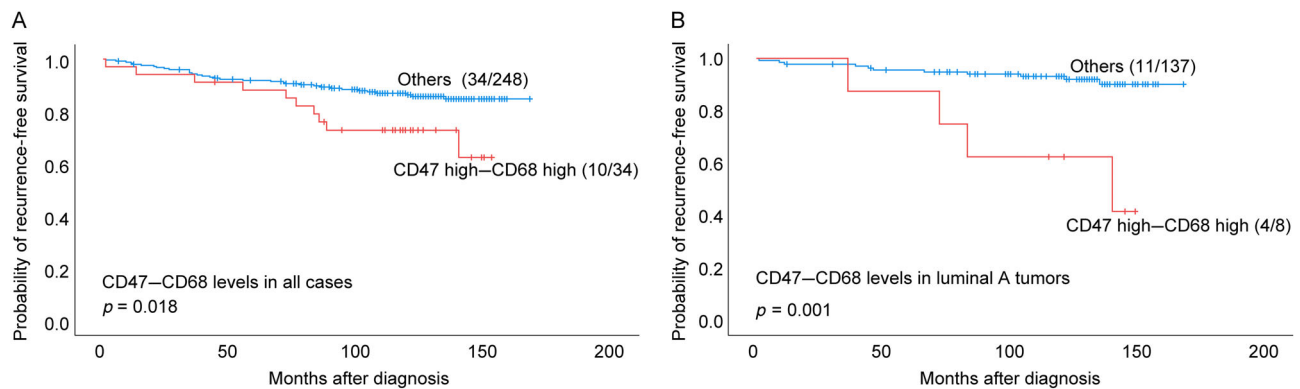 A
Probability of recurrence-free survival
1.0
0.8
0.6
0.4
0.2
0.0
Others (34/248)
CD47 high—CD68 high (10/34)
CD47—CD68 levels in all cases
p = 0.018
0 50 100 150 200
Months after diagnosis
B
Probability of recurrence-free survival
1.0
0.8
0.6
0.4
0.2
0.0
Others (11/137)
CD47 high—CD68 high (4/8)
CD47—CD68 levels in luminal A tumors
p = 0.001
0 50 100 150 200
Months after diagnosis